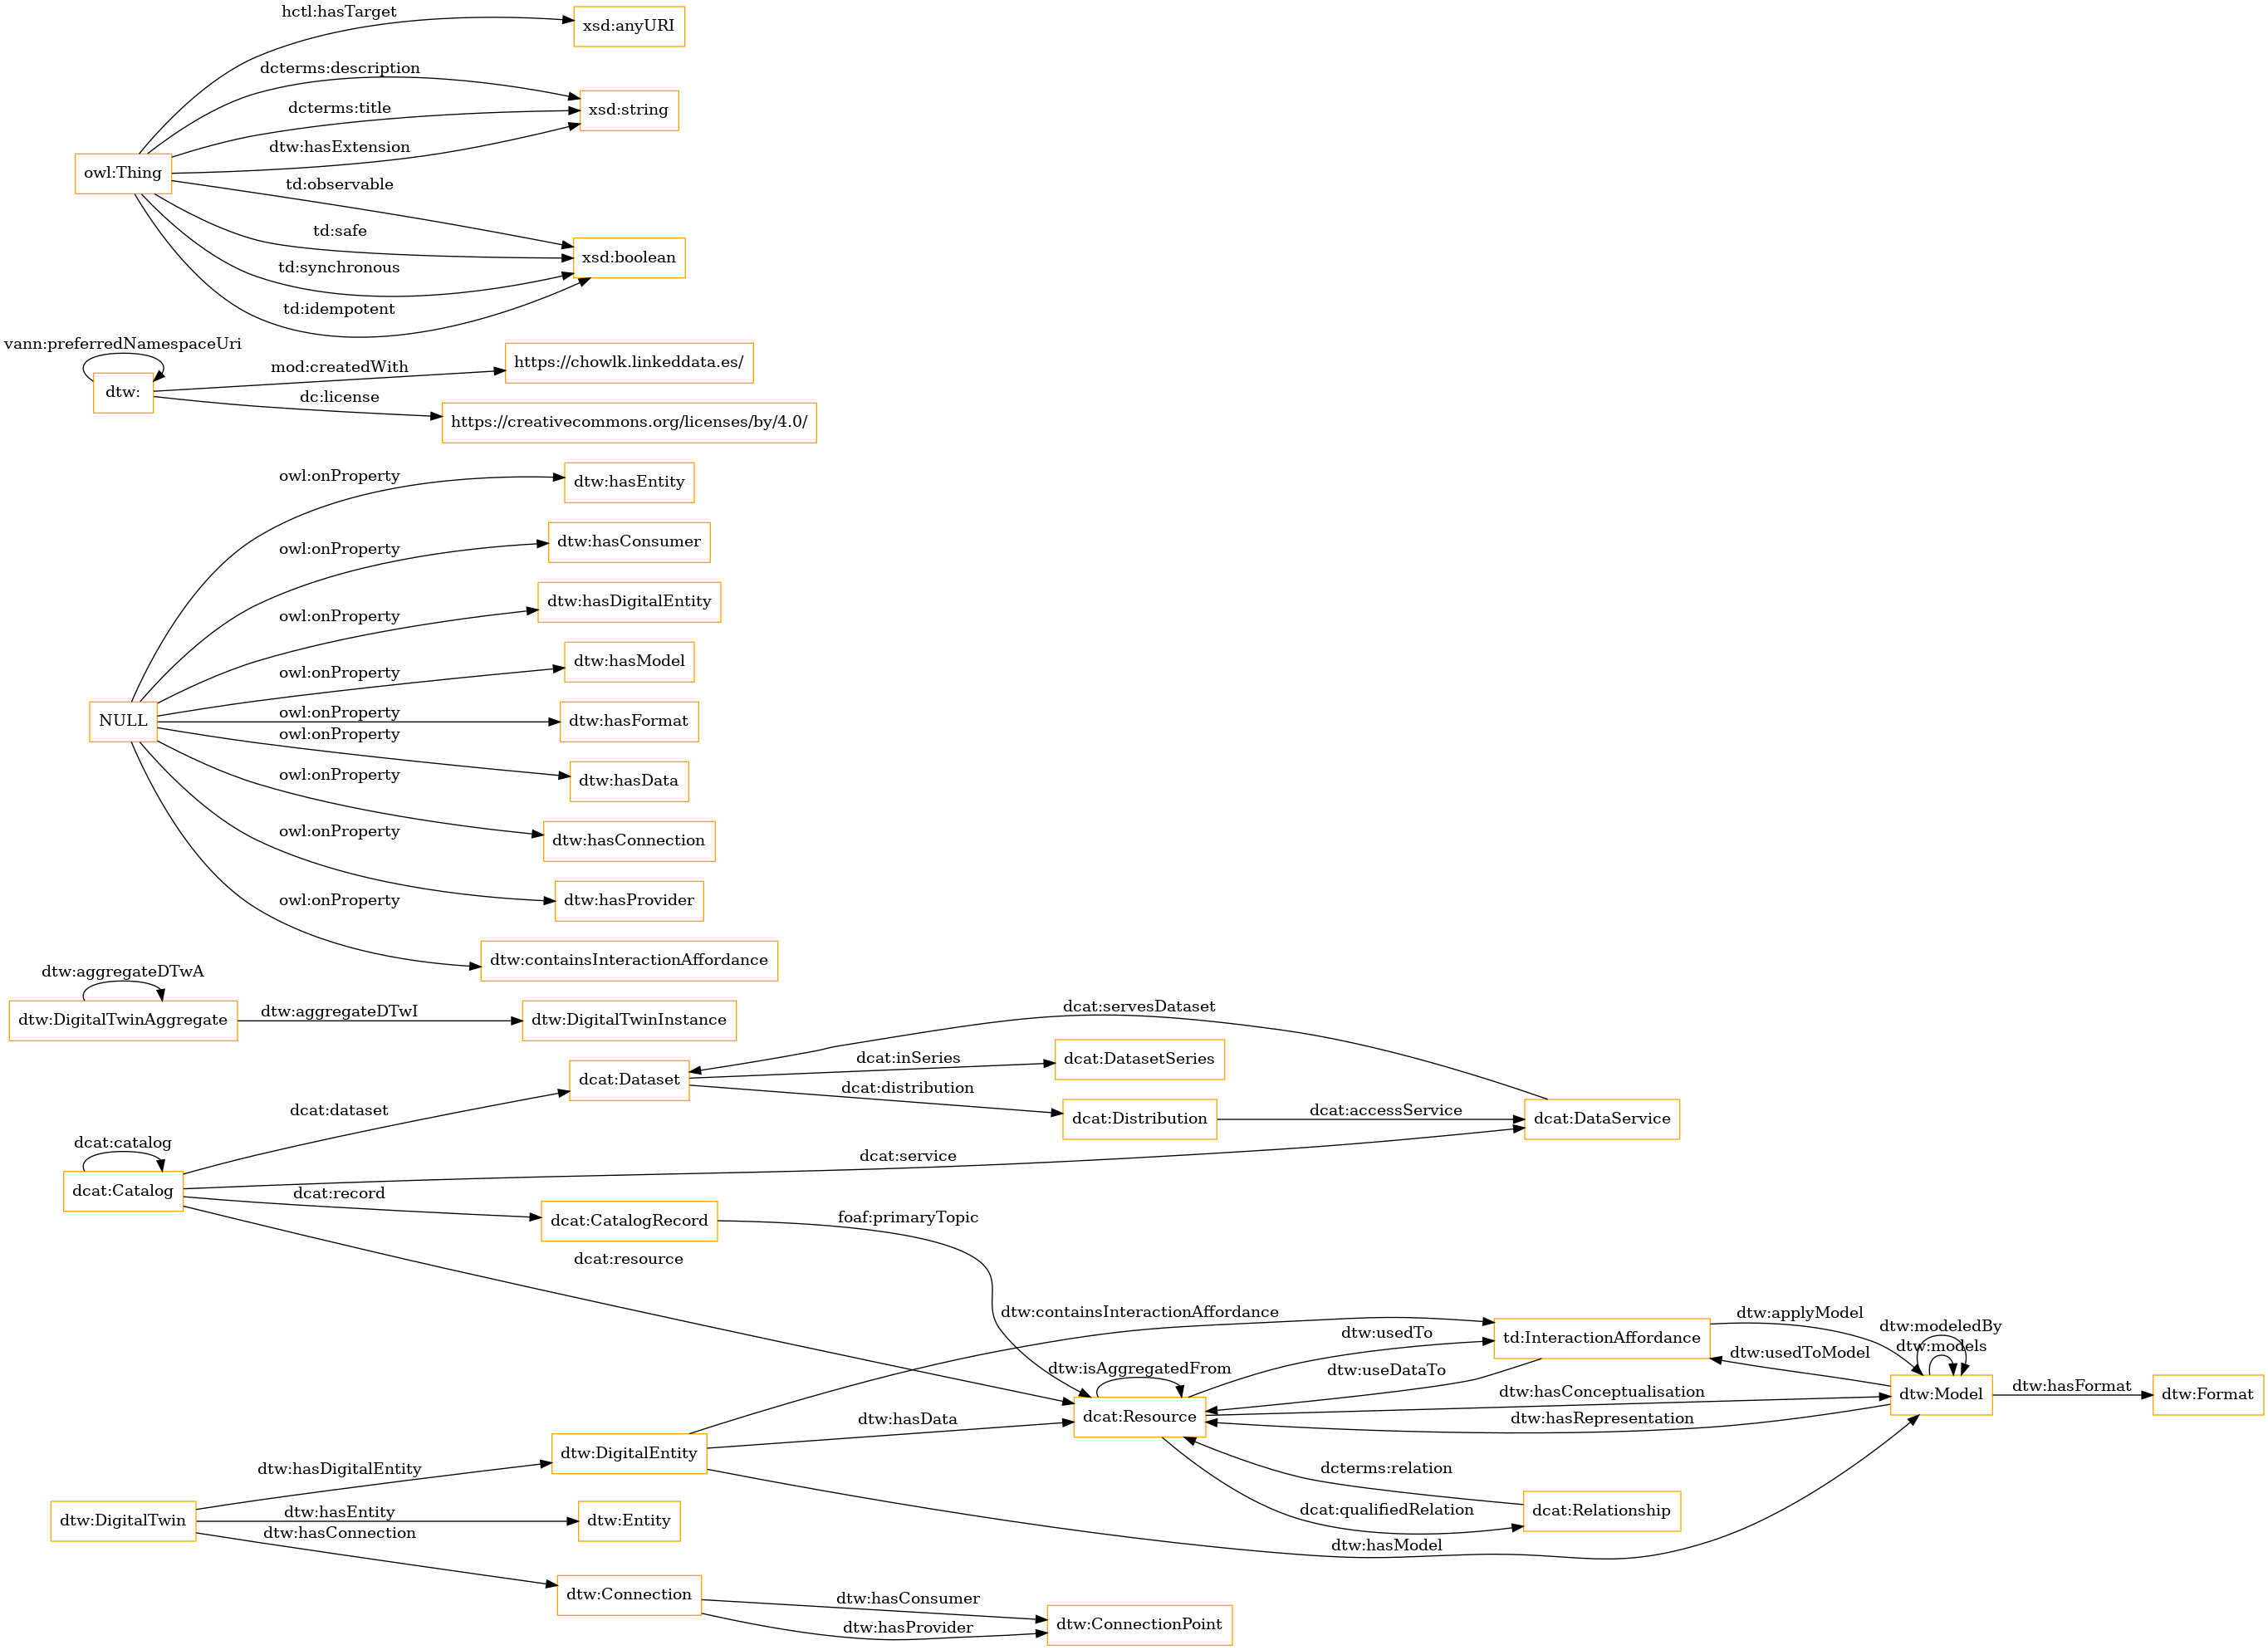 hctl:hasTarget
xsd:anyURI
dcterms:description
dcterms:title
xsd:string
dtw:hasExtension
owl:Thing
td:observable
td:safe
xsd:boolean
td:synchronous
td:idempotent
vann:preferredNamespaceUri
dtw:
mod:createdWith
https://chowlk.linkeddata.es/
dc:license
https://creativecommons.org/licenses/by/4.0/
owl:onProperty
dtw:hasEntity
owl:onProperty
dtw:hasConsumer
owl:onProperty
dtw:hasDigitalEntity
owl:onProperty
dtw:hasModel
NULL
owl:onProperty
dtw:hasFormat
owl:onProperty
dtw:hasData
owl:onProperty
dtw:hasConnection
owl:onProperty
dtw:hasProvider
owl:onProperty
dtw:containsInteractionAffordance
dtw:aggregateDTwA
dtw:DigitalTwinAggregate
dtw:aggregateDTwI
dtw:DigitalTwinInstance
dcat:servesDataset
dcat:Dataset
dcat:inSeries
dcat:DatasetSeries
dcat:distribution
dcat:Distribution
dcat:accessService
dcat:DataService
dcat:dataset
dcat:catalog
dcat:Catalog
dcat:service
dcat:record
dcat:CatalogRecord
foaf:primaryTopic
dcat:resource
dtw:containsInteractionAffordance
dtw:usedTo
td:InteractionAffordance
dtw:applyModel
dtw:modeledBy
dtw:models
dtw:usedToModel
dtw:isAggregatedFrom
dtw:useDataTo
dcat:Resource
dtw:hasConceptualisation
dtw:hasRepresentation
dtw:Model
dtw:hasFormat
dtw:Format
dtw:hasData
dtw:DigitalEntity
dtw:hasDigitalEntity
dcterms:relation
dcat:qualifiedRelation
dcat:Relationship
dtw:hasModel
dtw:DigitalTwin
dtw:hasEntity
dtw:Entity
dtw:hasConnection
dtw:Connection
dtw:hasConsumer
dtw:hasProvider
dtw:ConnectionPoint